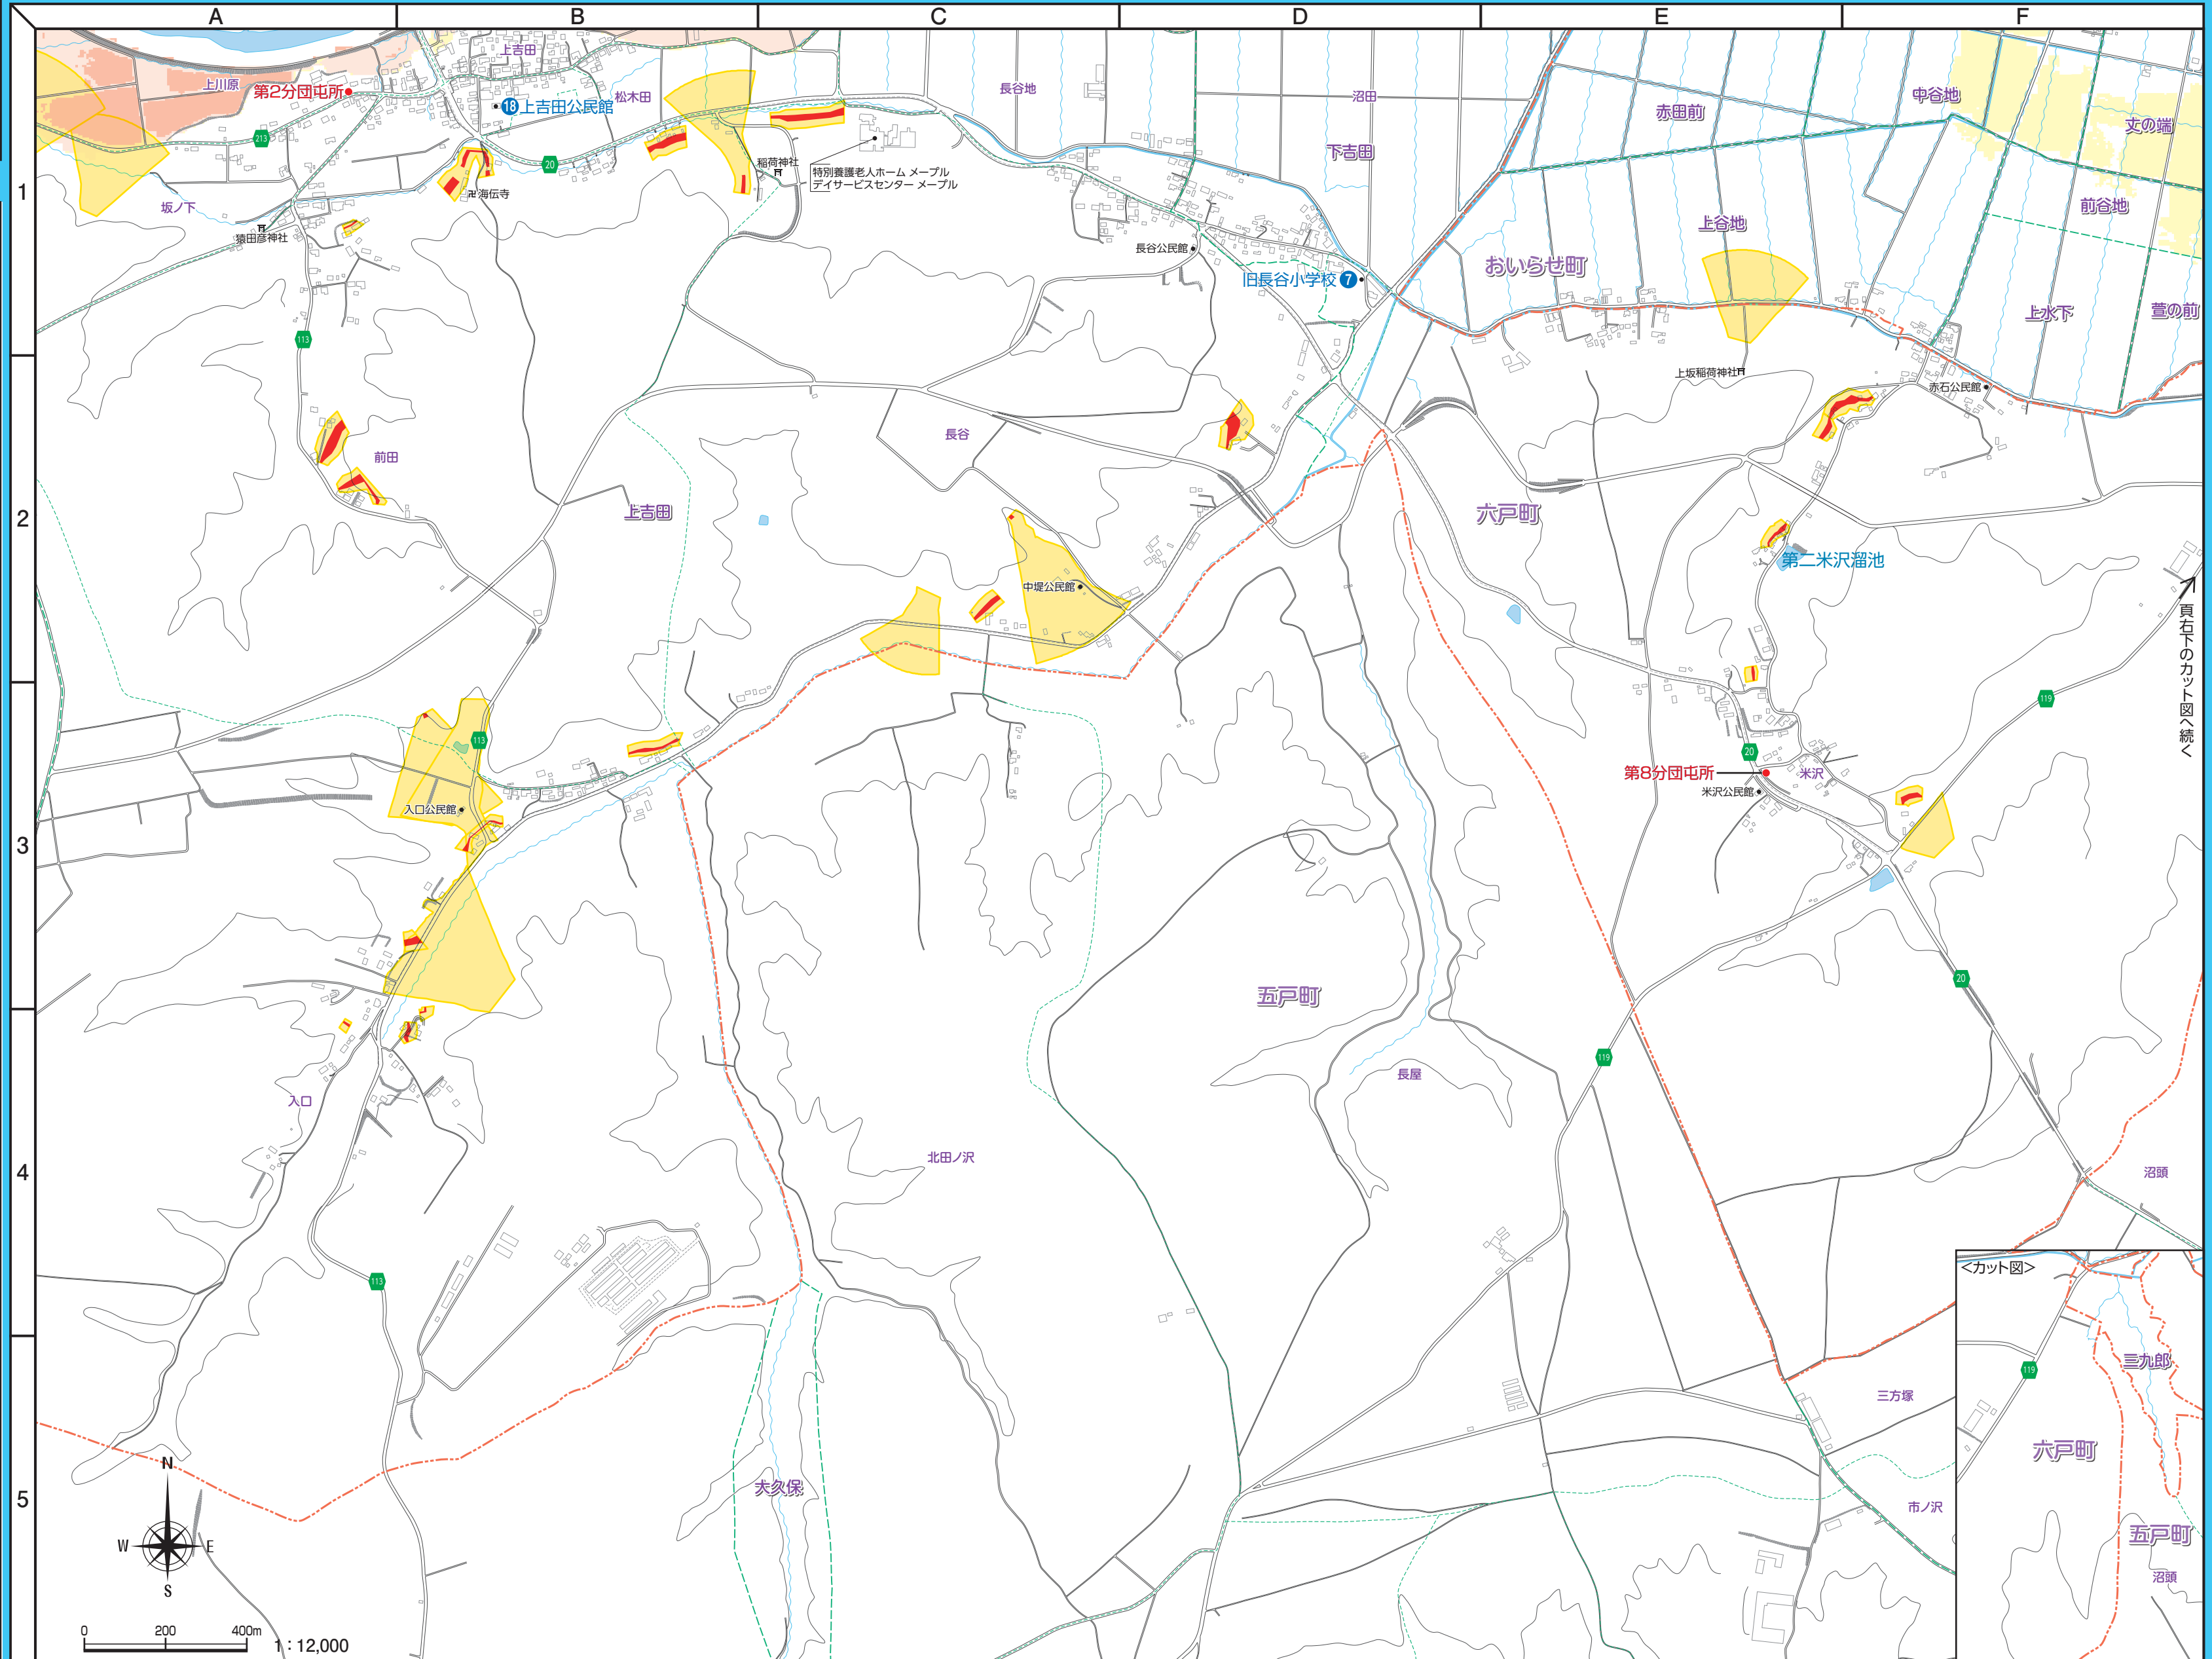 A
B
C
D
E
F
1
2
3
4
5
上吉田
上川原
第2分団屯所
18 上吉田公民館
松木田
213
20
海伝寺
稲荷神社
特別養護老人ホーム メープル
デイサービスセンター メープル
長谷地
沼田
下吉田
赤田前
中谷地
丈の端
前谷地
上谷地
坂ノ下
猿田彦神社
長谷公民館
旧長谷小学校 7
おいらせ町
上水下
萱の前
113
上坂稲荷神社
赤石公民館
長谷
前田
上吉田
六戸町
第二米沢溜池
中堤公民館
頁右下のカット図へ続く
119
113
20
第8分団屯所
米沢
米沢公民館
入口公民館
20
五戸町
119
長屋
入口
北田ノ沢
沼頭
113
<カット図>
119
三九郎
六戸町
五戸町
沼頭
三方塚
市ノ沢
大久保
N
W
E
S
0
200
400m
1:12,000